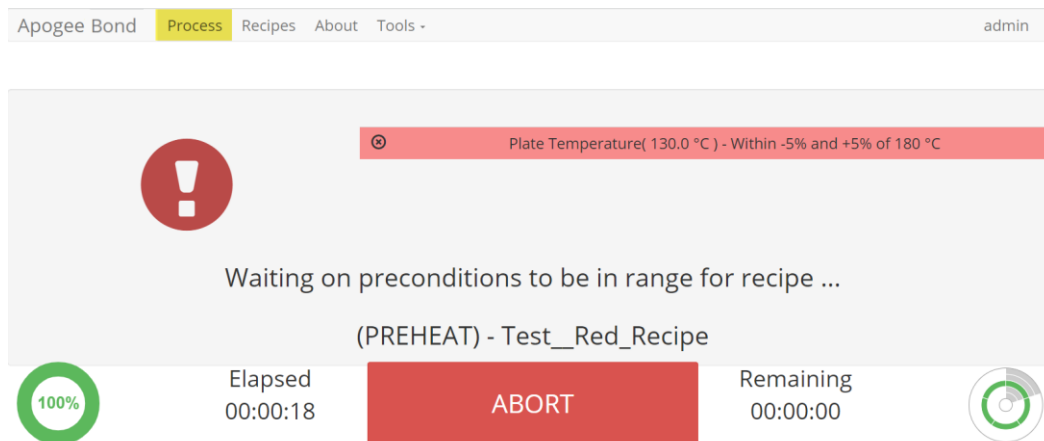 Apogee Bond Process Recipes About Tools admin
Plate Temperature( 130.0 °C ) - Within -5% and +5% of 180 °C
!
Waiting on preconditions to be in range for recipe ...
(PREHEAT) - Test__Red_Recipe
100%
Elapsed
00:00:18
ABORT
Remaining
00:00:00